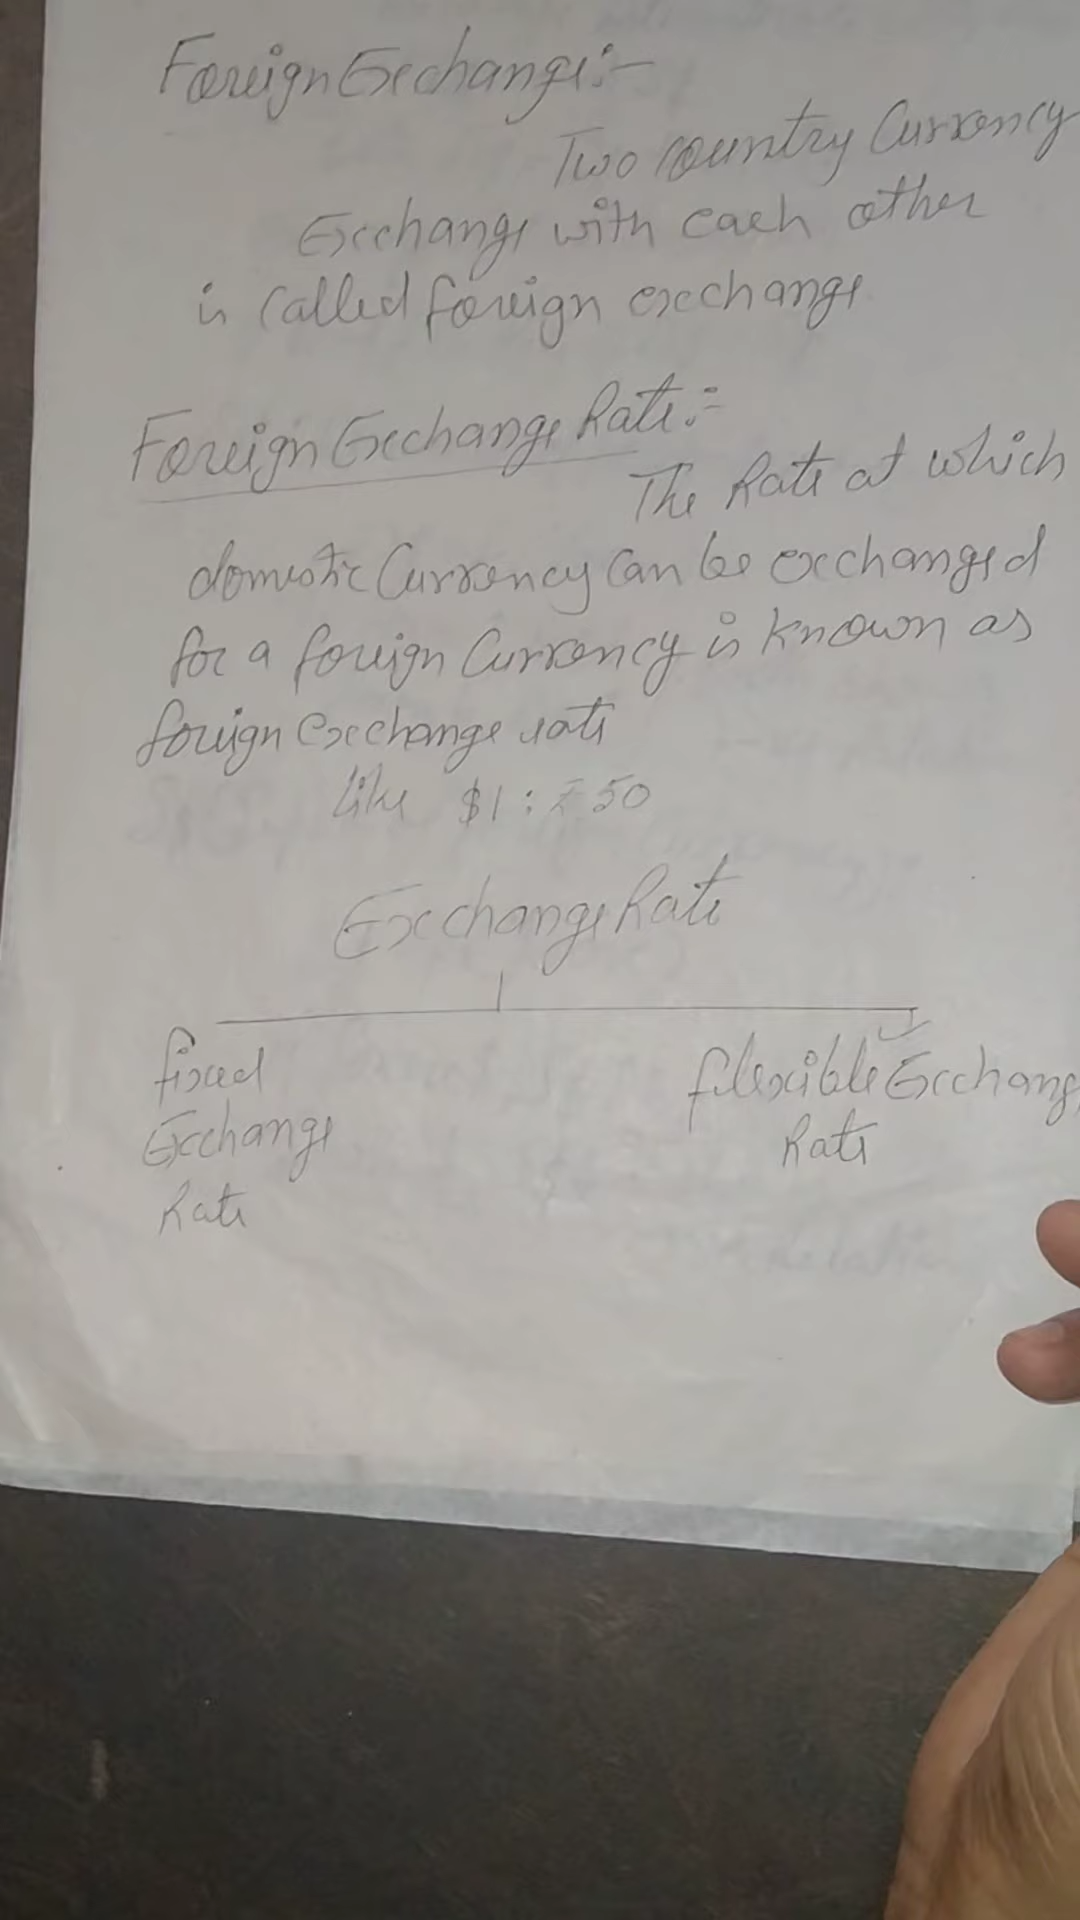 Foreign Exchange:-
Two country Currency
Exchange with each other
is called foreign exchange
Foreign Exchange Rate:-
The Rate at which
domestic Currency can be exchanged
for a foreign Currency is known as
foreign exchange rate
like $1 : ₹50
Exchange Rate
fixed
Exchange
Rate
flexible Exchang
Rate